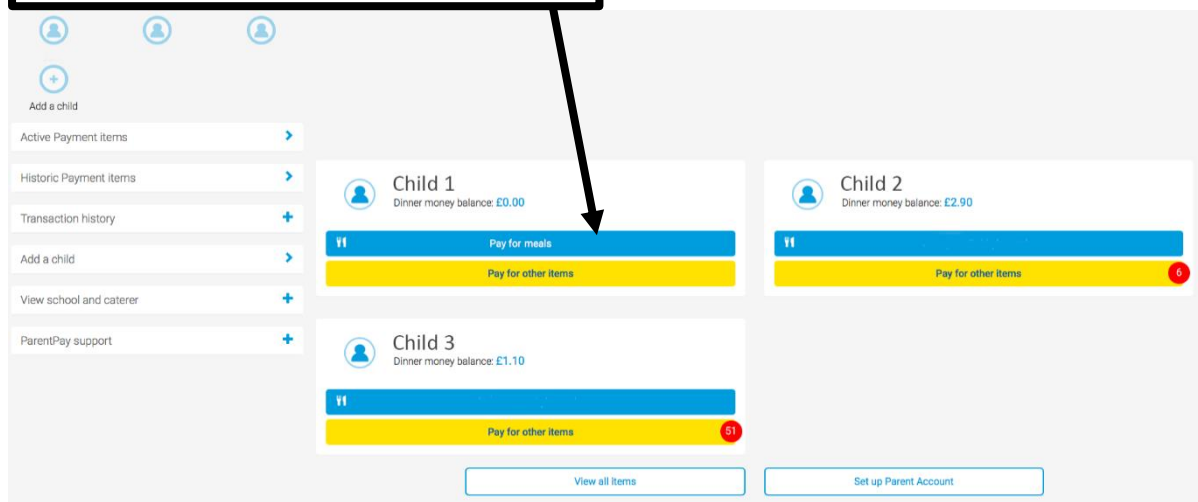 Add a child
Active Payment items
Historic Payment items
Transaction history
Add a child
View school and caterer
ParentPay support
Child 1
Dinner money balance: £0.00
Pay for meals
Pay for other items
Child 2
Dinner money balance: £2.90
Pay for other items
6
Child 3
Dinner money balance: £1.10
Pay for other items
51
View all items
Set up Parent Account